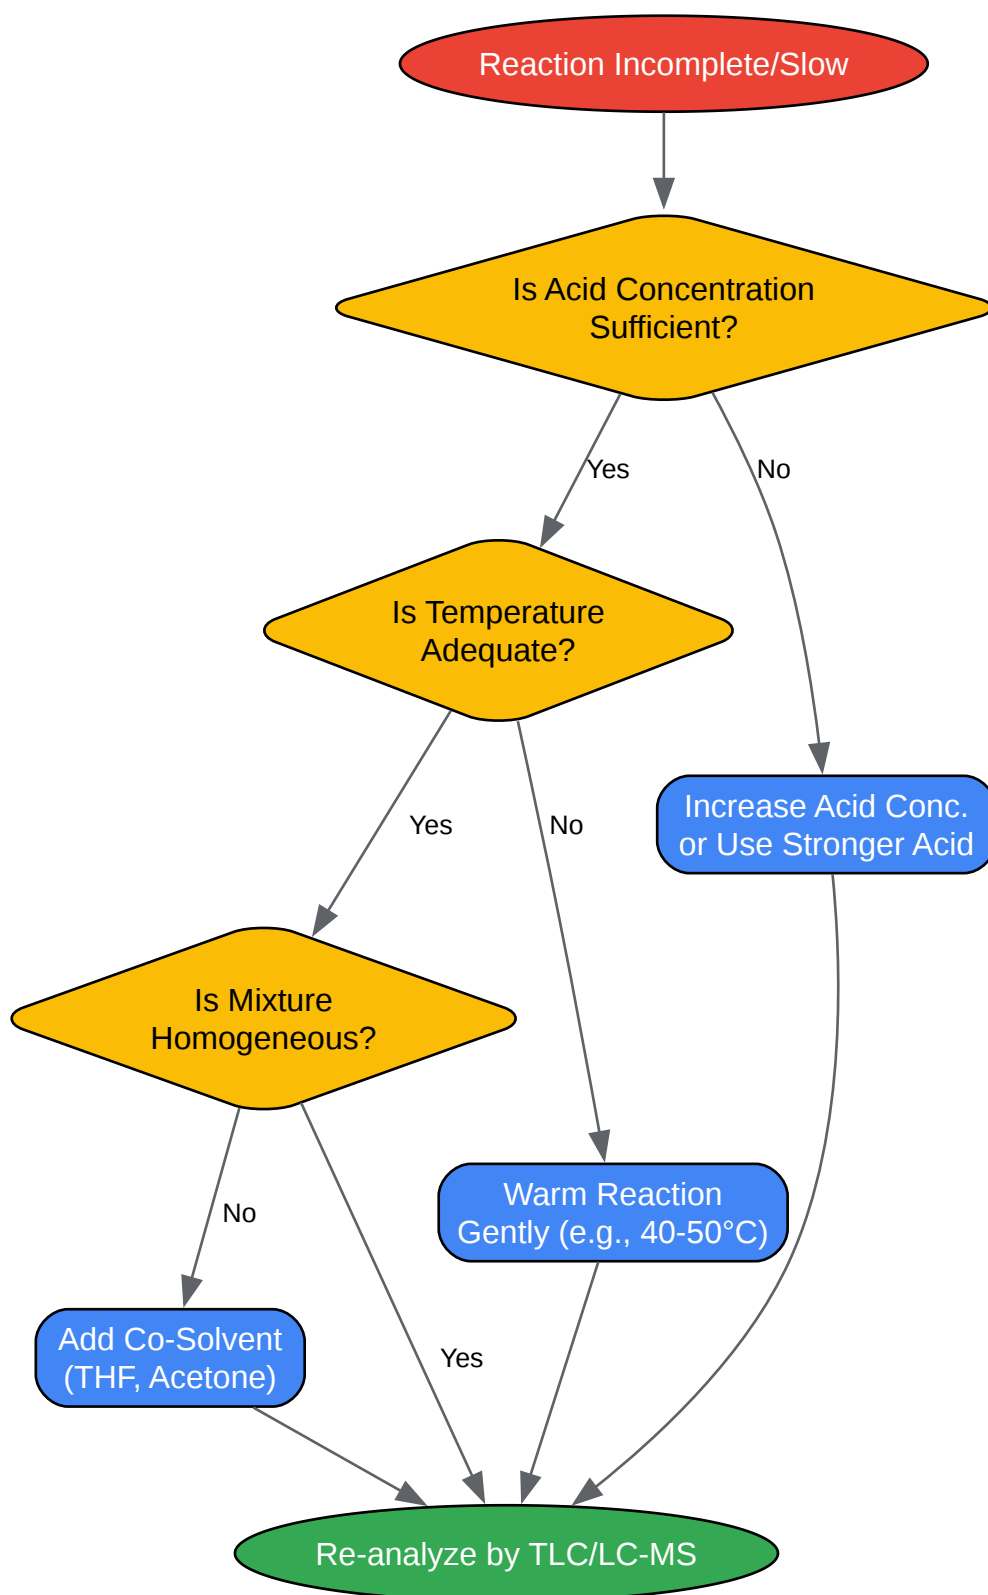 Reaction Incomplete/Slow
Is Acid Concentration
Sufficient?
Yes
No
Is Temperature
Adequate?
Yes
No
Increase Acid Conc.
or Use Stronger Acid
Is Mixture
Homogeneous?
No
Yes
Warm Reaction
Gently (e.g., 40-50°C)
Add Co-Solvent
(THF, Acetone)
Re-analyze by TLC/LC-MS